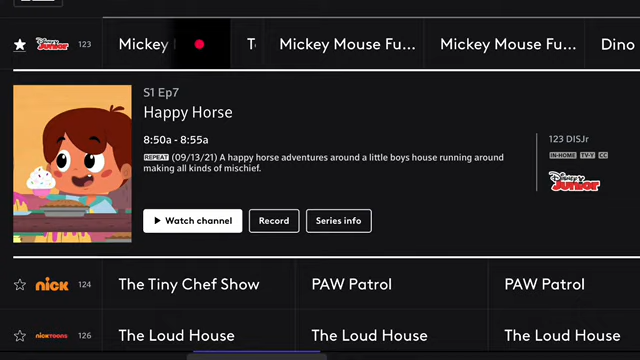 Disney Junior 123 Mickey T Mickey Mouse Fu... Mickey Mouse Fu... Dino
S1 Ep7
Happy Horse
8:50a - 8:55a
REPEAT (09/13/21) A happy horse adventures around a little boys house running around
making all kinds of mischief.
123 DISJr
IN-HOME TV-Y CC
Disney Junior
Watch channel Record Series info
nick 124 The Tiny Chef Show PAW Patrol PAW Patrol
nicktoons 126 The Loud House The Loud House The Loud House